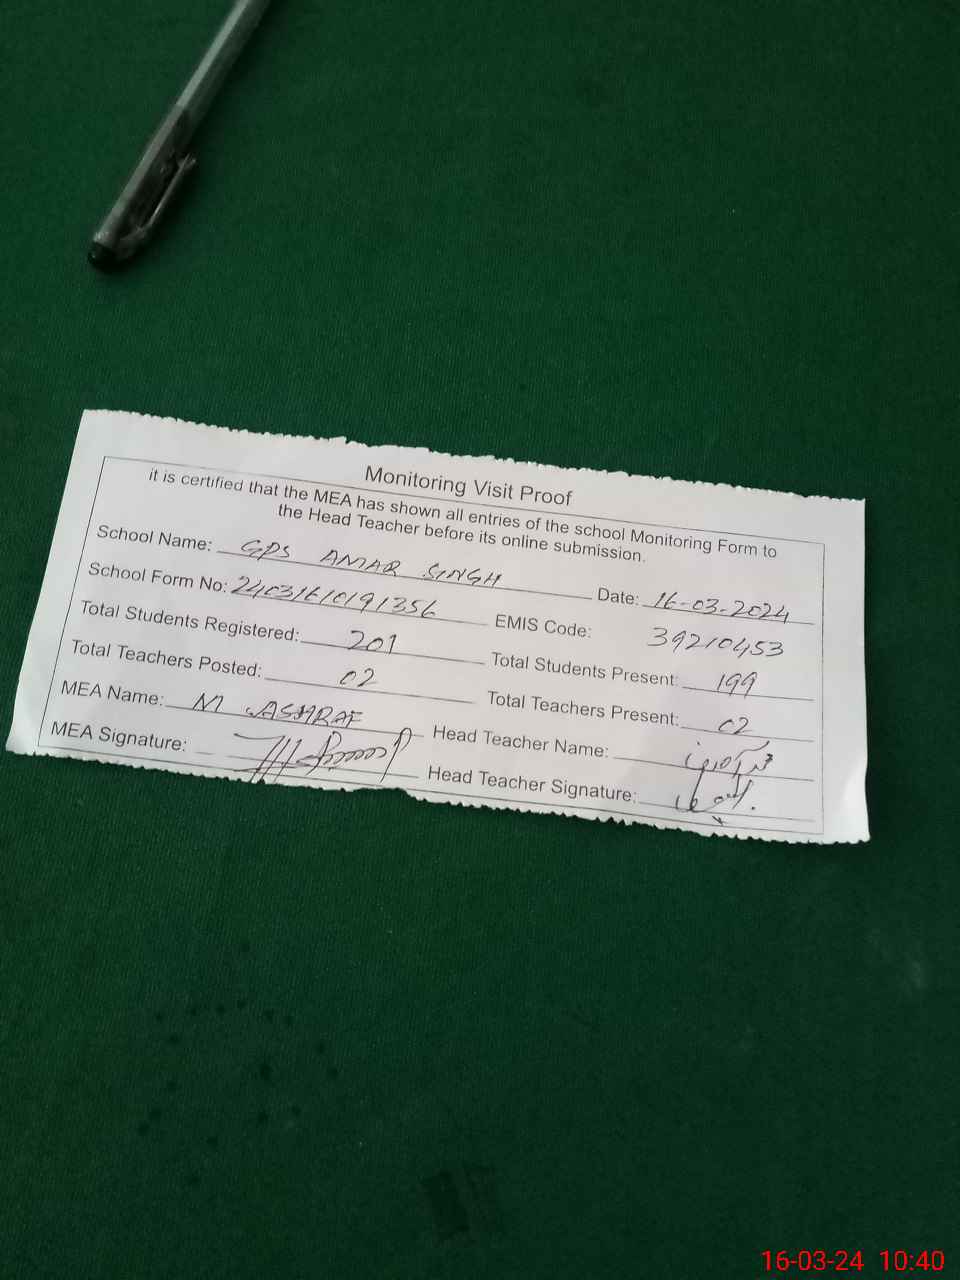 Monitoring Visit Proof
it is certified that the MEA has shown all entries of the school Monitoring Form to
the Head Teacher before its online submission.
School Name: GPS AMAR SINGH Date: 16-03-2024
School Form No: 24031610191356 EMIS Code: 39210453
Total Students Registered: 201 Total Students Present: 199
Total Teachers Posted: 02 Total Teachers Present: 02
MEA Name: M ASHRAF Head Teacher Name:
MEA Signature: Head Teacher Signature:
16-03-24 10:40